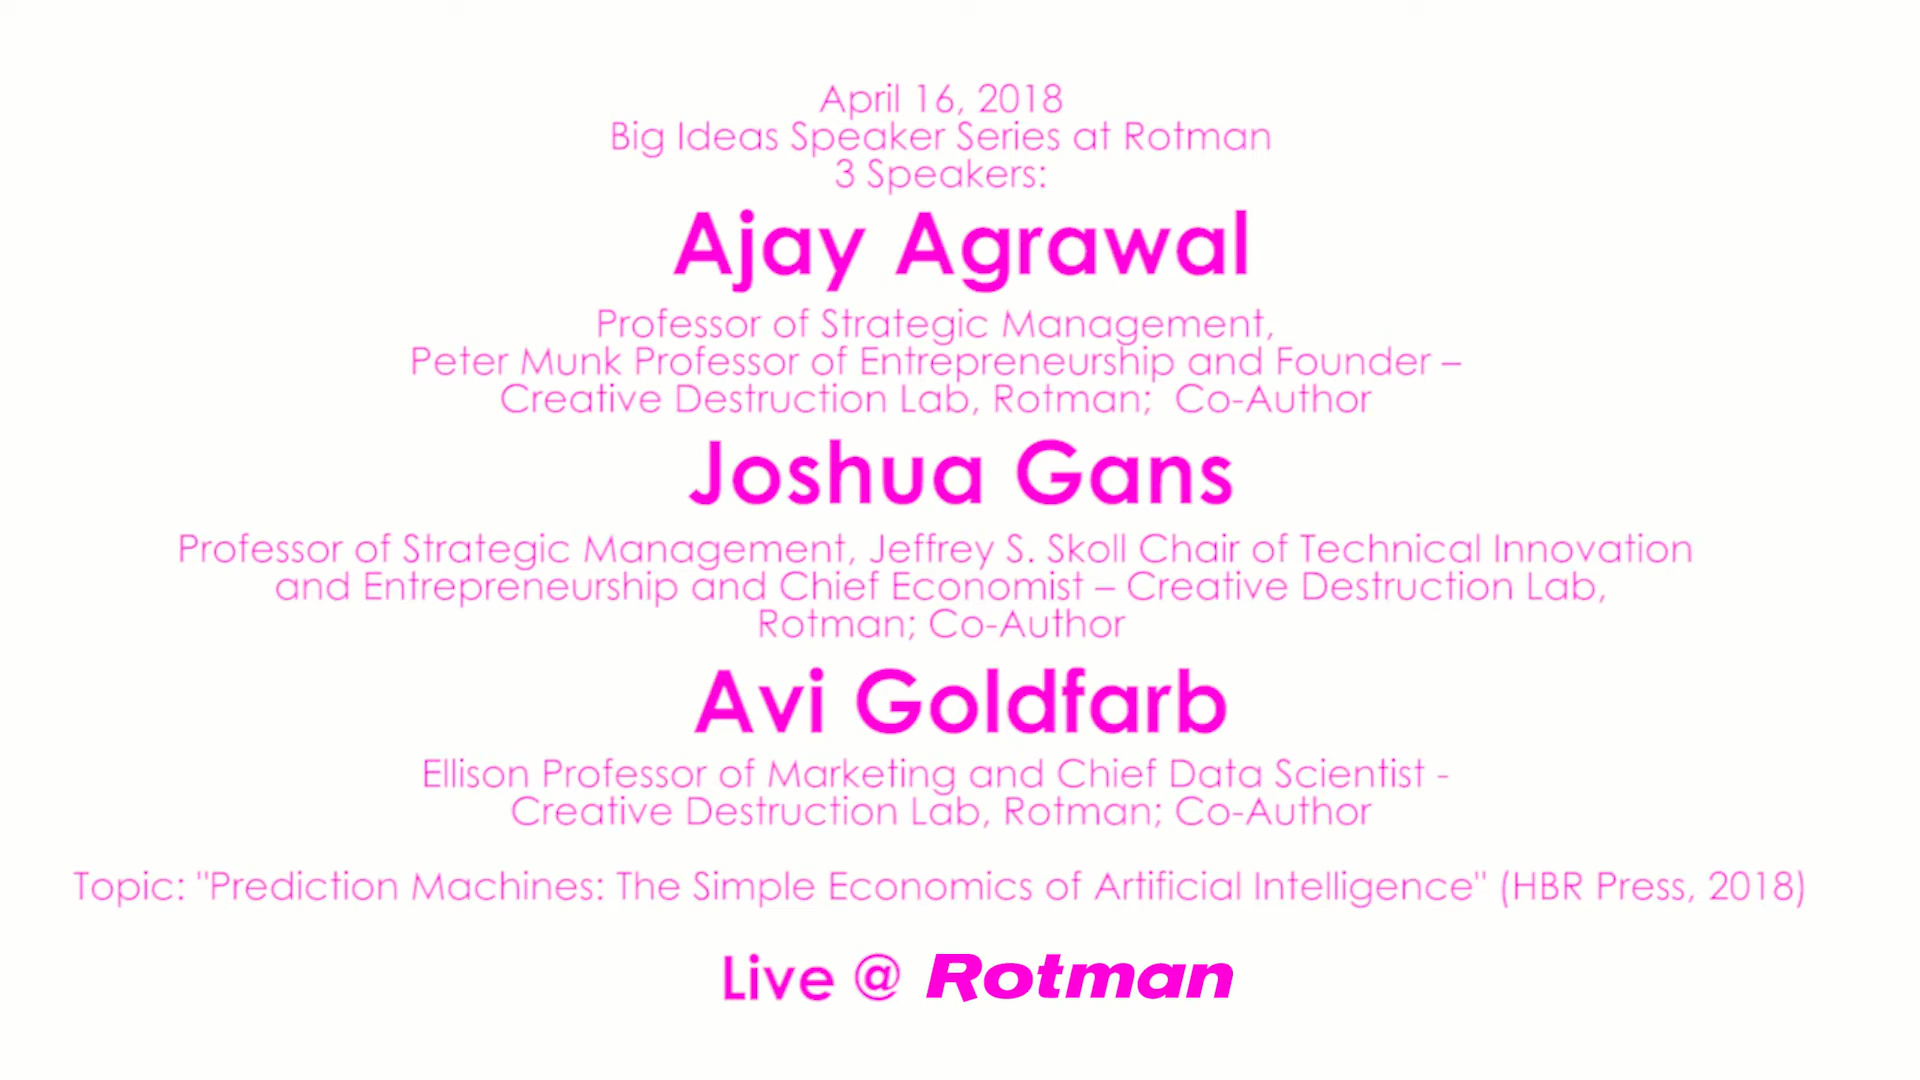 April 16, 2018
Big Ideas Speaker Series at Rotman
3 Speakers:
Ajay Agrawal
Professor of Strategic Management,
Peter Munk Professor of Entrepreneurship and Founder –
Creative Destruction Lab, Rotman; Co-Author
Joshua Gans
Professor of Strategic Management, Jeffrey S. Skoll Chair of Technical Innovation
and Entrepreneurship and Chief Economist – Creative Destruction Lab,
Rotman; Co-Author
Avi Goldfarb
Ellison Professor of Marketing and Chief Data Scientist -
Creative Destruction Lab, Rotman; Co-Author
Topic: "Prediction Machines: The Simple Economics of Artificial Intelligence" (HBR Press, 2018)
Live @ Rotman